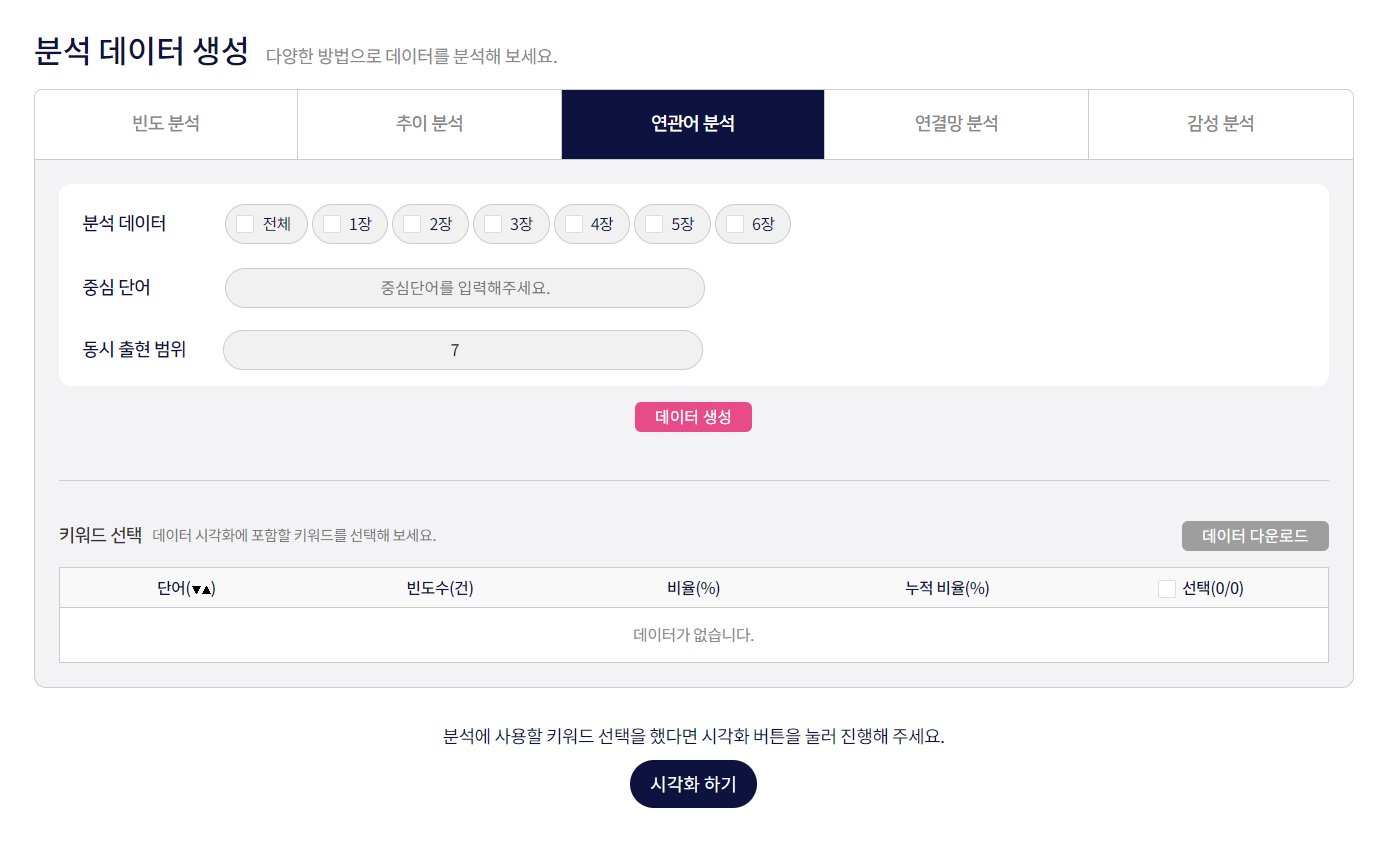 분석 데이터 생성 다양한 방법으로 데이터를 분석해 보세요.
빈도 분석 추이 분석 연관어 분석 연결망 분석 감성 분석
분석 데이터 전체 1장 2장 3장 4장 5장 6장
중심 단어 중심단어를 입력해주세요.
동시 출현 범위 7
데이터 생성
키워드 선택 데이터 시각화에 포함할 키워드를 선택해 보세요. 데이터 다운로드
단어(▼▲) 빈도수(건) 비율(%) 누적 비율(%) 선택(0/0)
데이터가 없습니다.
분석에 사용할 키워드 선택을 했다면 시각화 버튼을 눌러 진행해 주세요.
시각화 하기